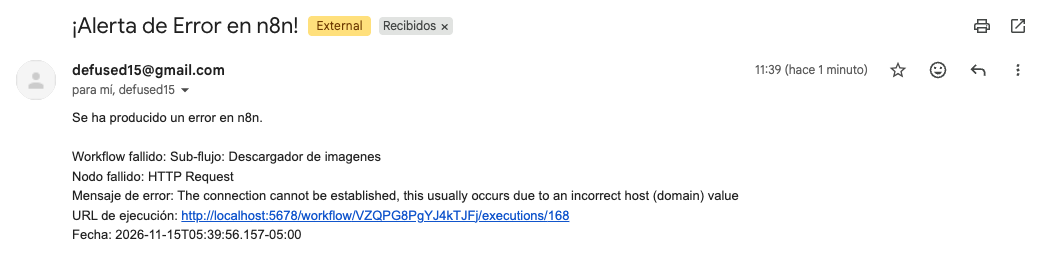 ¡Alerta de Error en n8n! External Recibidos ×
defused15@gmail.com 11:39 (hace 1 minuto)
para mí, defused15
Se ha producido un error en n8n.
Workflow fallido: Sub-flujo: Descargador de imagenes
Nodo fallido: HTTP Request
Mensaje de error: The connection cannot be established, this usually occurs due to an incorrect host (domain) value
URL de ejecución: http://localhost:5678/workflow/VZQPG8PgYJ4kTJFj/executions/168
Fecha: 2026-11-15T05:39:56.157-05:00